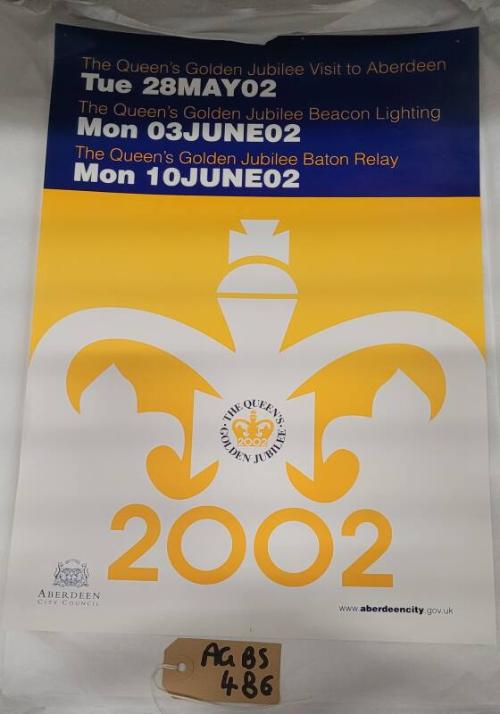 The Queen's Golden Jubilee Visit to Aberdeen
Tue 28MAY02
The Queen's Golden Jubilee Beacon Lighting
Mon 03JUNE02
The Queen's Golden Jubilee Baton Relay
Mon 10JUNE02
THE QUEEN'S
2002
GOLDEN JUBILEE
2002
ABERDEEN
CITY COUNCIL
www.aberdeencity.gov.uk
AGBS
486